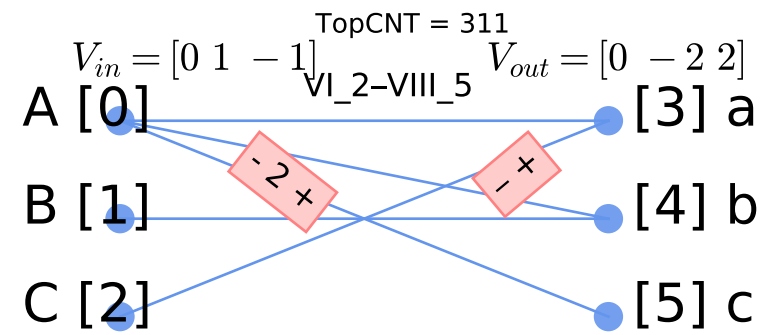 TopCNT = 311
V_in = [0 1 − 1]
V_out = [0 − 2 2]
VI_2–VIII_5
A [0]
[3] a
- 2 +
– +
B [1]
[4] b
C [2]
[5] c